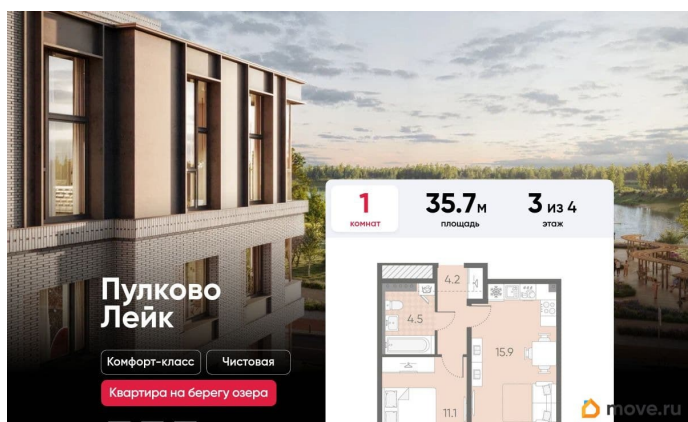 1
комнат
35.7м
площадь
3 из 4
этаж
Пулково
Лейк
Комфорт-класс
Чистовая
Квартира на берегу озера
4.2
4.5
15.9
11.1
move.ru